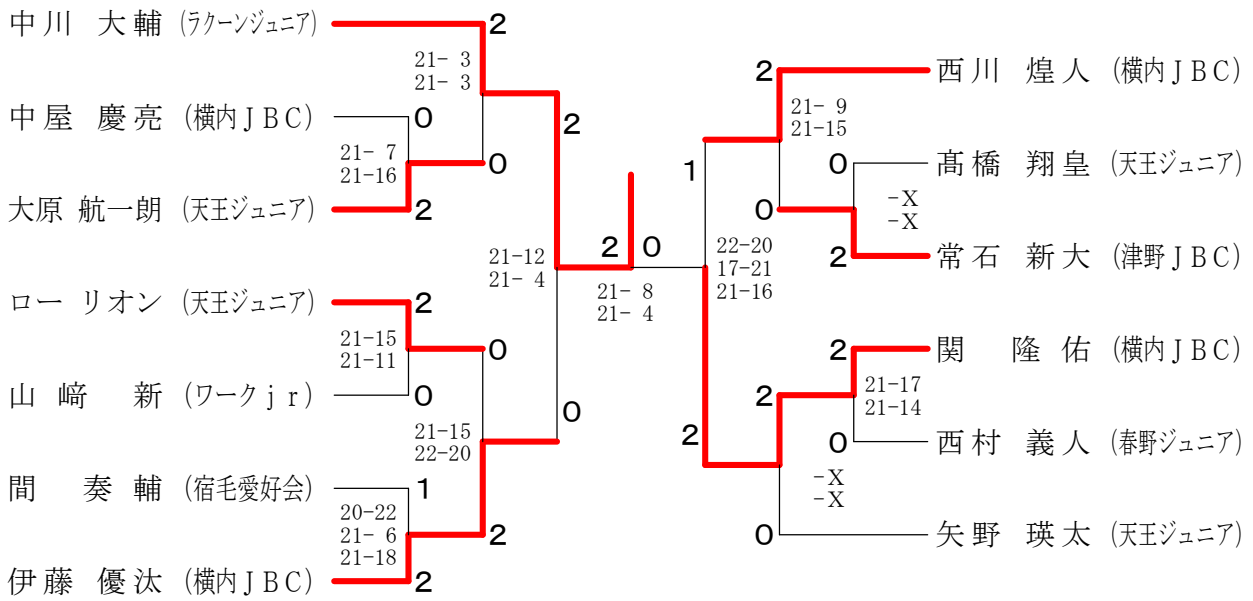 中川 大輔 (ラクーンジュニア)
2
21- 3
21- 3
中屋 慶亮 (横内JBC)
0
21- 7
21-16
0
大原 航一朗 (天王ジュニア)
2
2
21-12
21- 4
ロー リオン (天王ジュニア)
2
21-15
21-11
0
山﨑 新 (ワークjr)
0
21-15
22-20
0
間 奏輔 (宿毛愛好会)
1
20-22
21- 6
21-18
2
伊藤 優汰 (横内JBC)
2
2 0
21- 8
21- 4
2
西川 煌人 (横内JBC)
21- 9
21-15
1
0
髙橋 翔皇 (天王ジュニア)
-X
-X
0
2
常石 新大 (津野JBC)
22-20
17-21
21-16
2
関 隆佑 (横内JBC)
21-17
21-14
2
0
西村 義人 (春野ジュニア)
2
-X
-X
0
矢野 瑛太 (天王ジュニア)